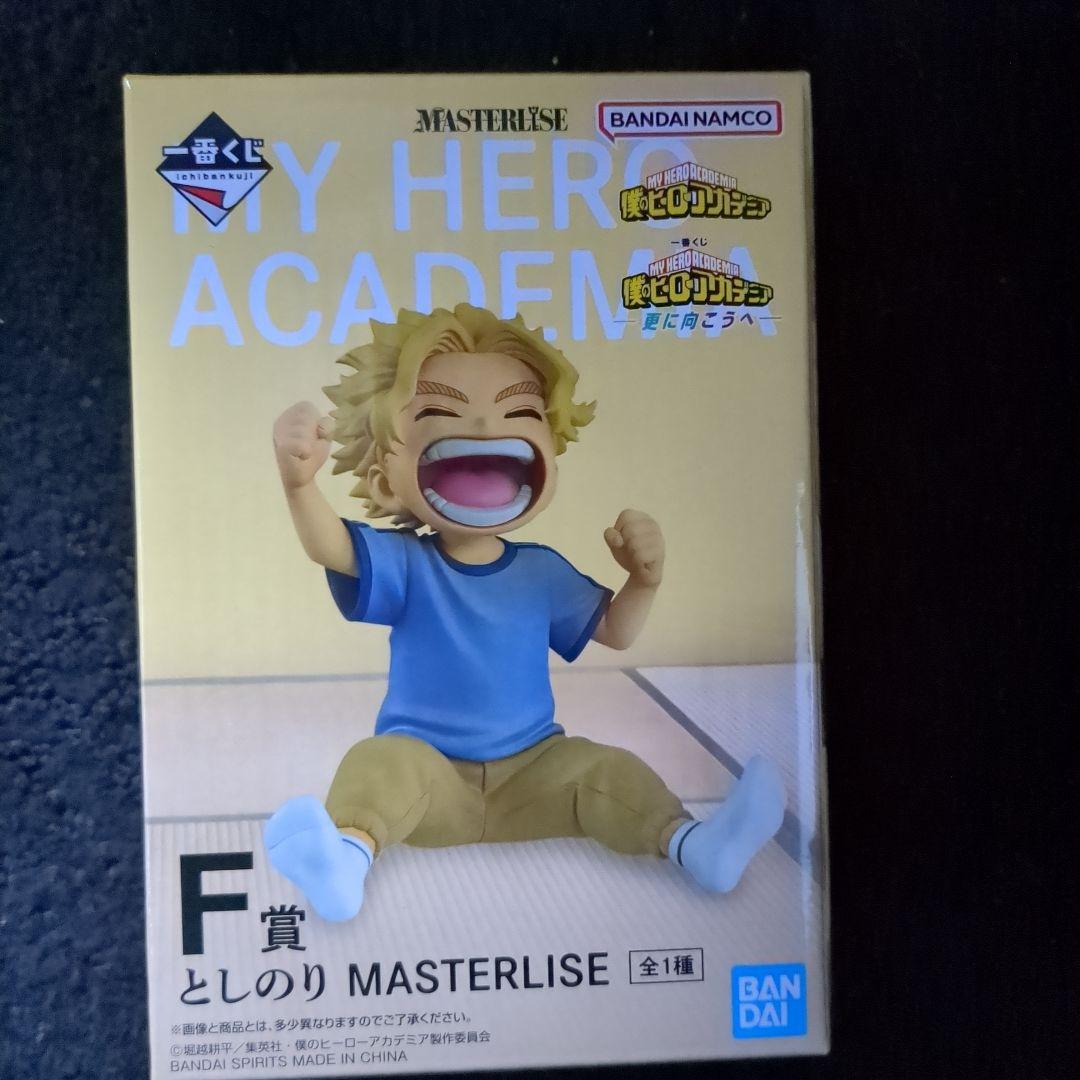 一番くじ
ichibankuji
MASTERLISE
BANDAI NAMCO
MY HERO
ACADEMIA
MY HERO ACADEMIA
僕のヒーローアカデミア
一番くじ
MY HERO ACADEMIA
僕のヒーローアカデミア
更に向こうへ
F賞
としのり MASTERLISE 全1種
BAN
DAI
※画像と商品とは、多少異なりますのでご了承ください。
©堀越耕平／集英社・僕のヒーローアカデミア製作委員会
BANDAI SPIRITS MADE IN CHINA